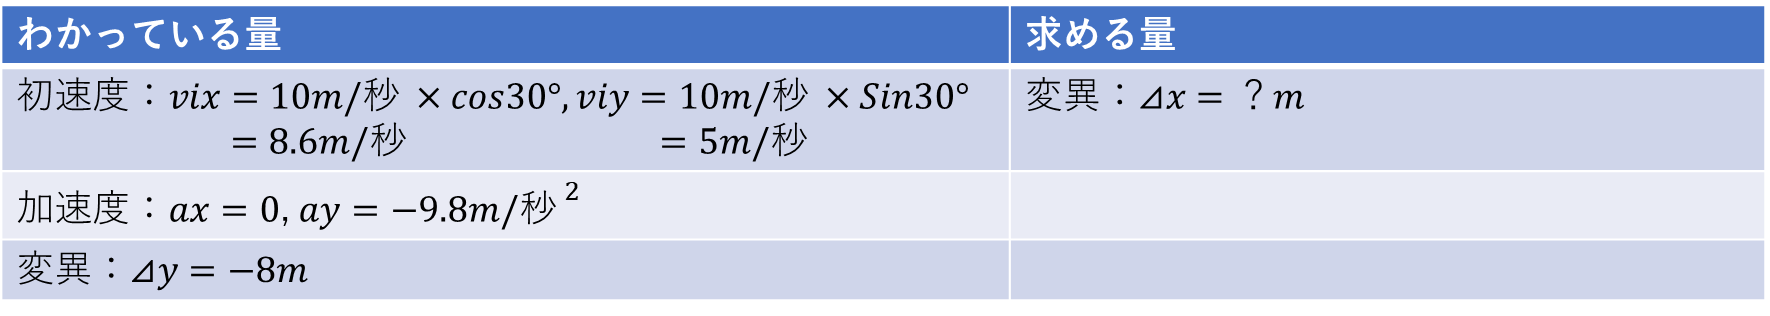 わかっている量 求める量
初速度：vix = 10m/秒 × cos30°, viy = 10m/秒 × Sin30° 変異：⊿x = ？m
= 8.6m/秒 = 5m/秒
加速度：ax = 0, ay = −9.8m/秒²
変異：⊿y = −8m